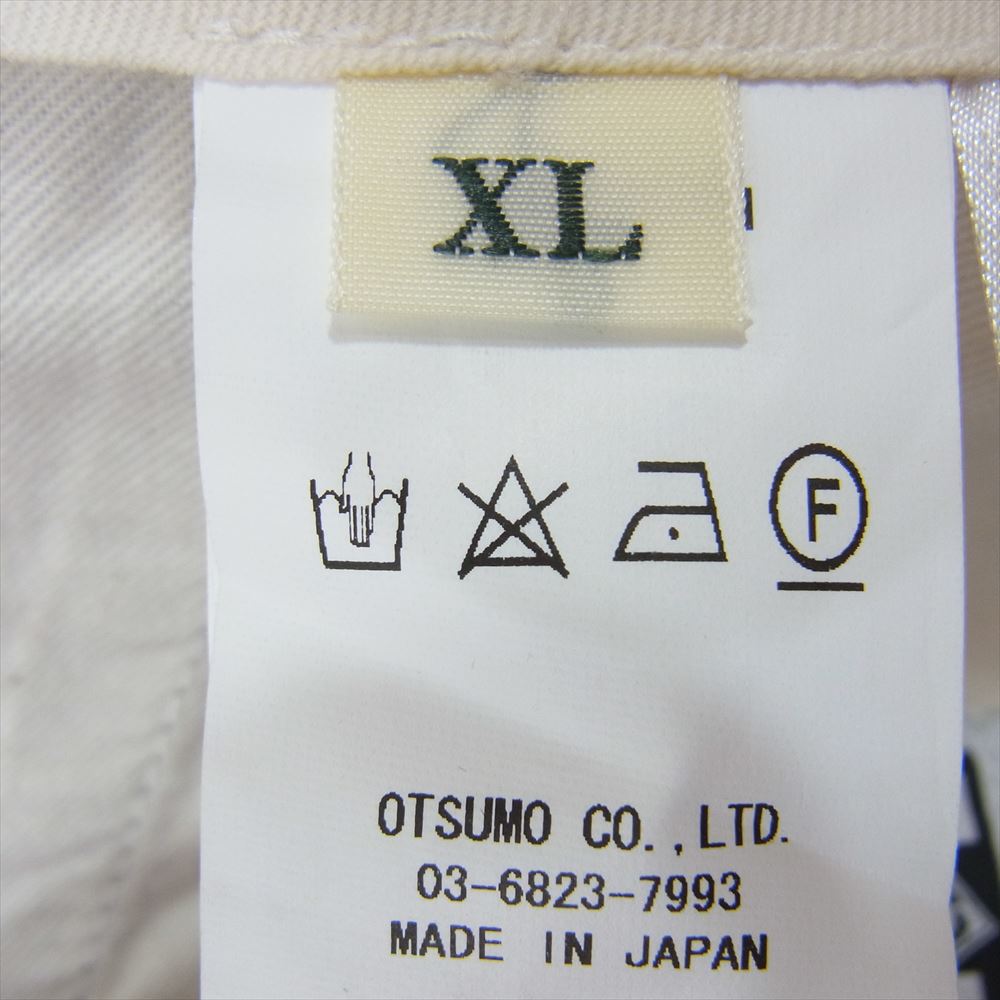 XL
F
OTSUMO CO., LTD.
03-6823-7993
MADE IN JAPAN